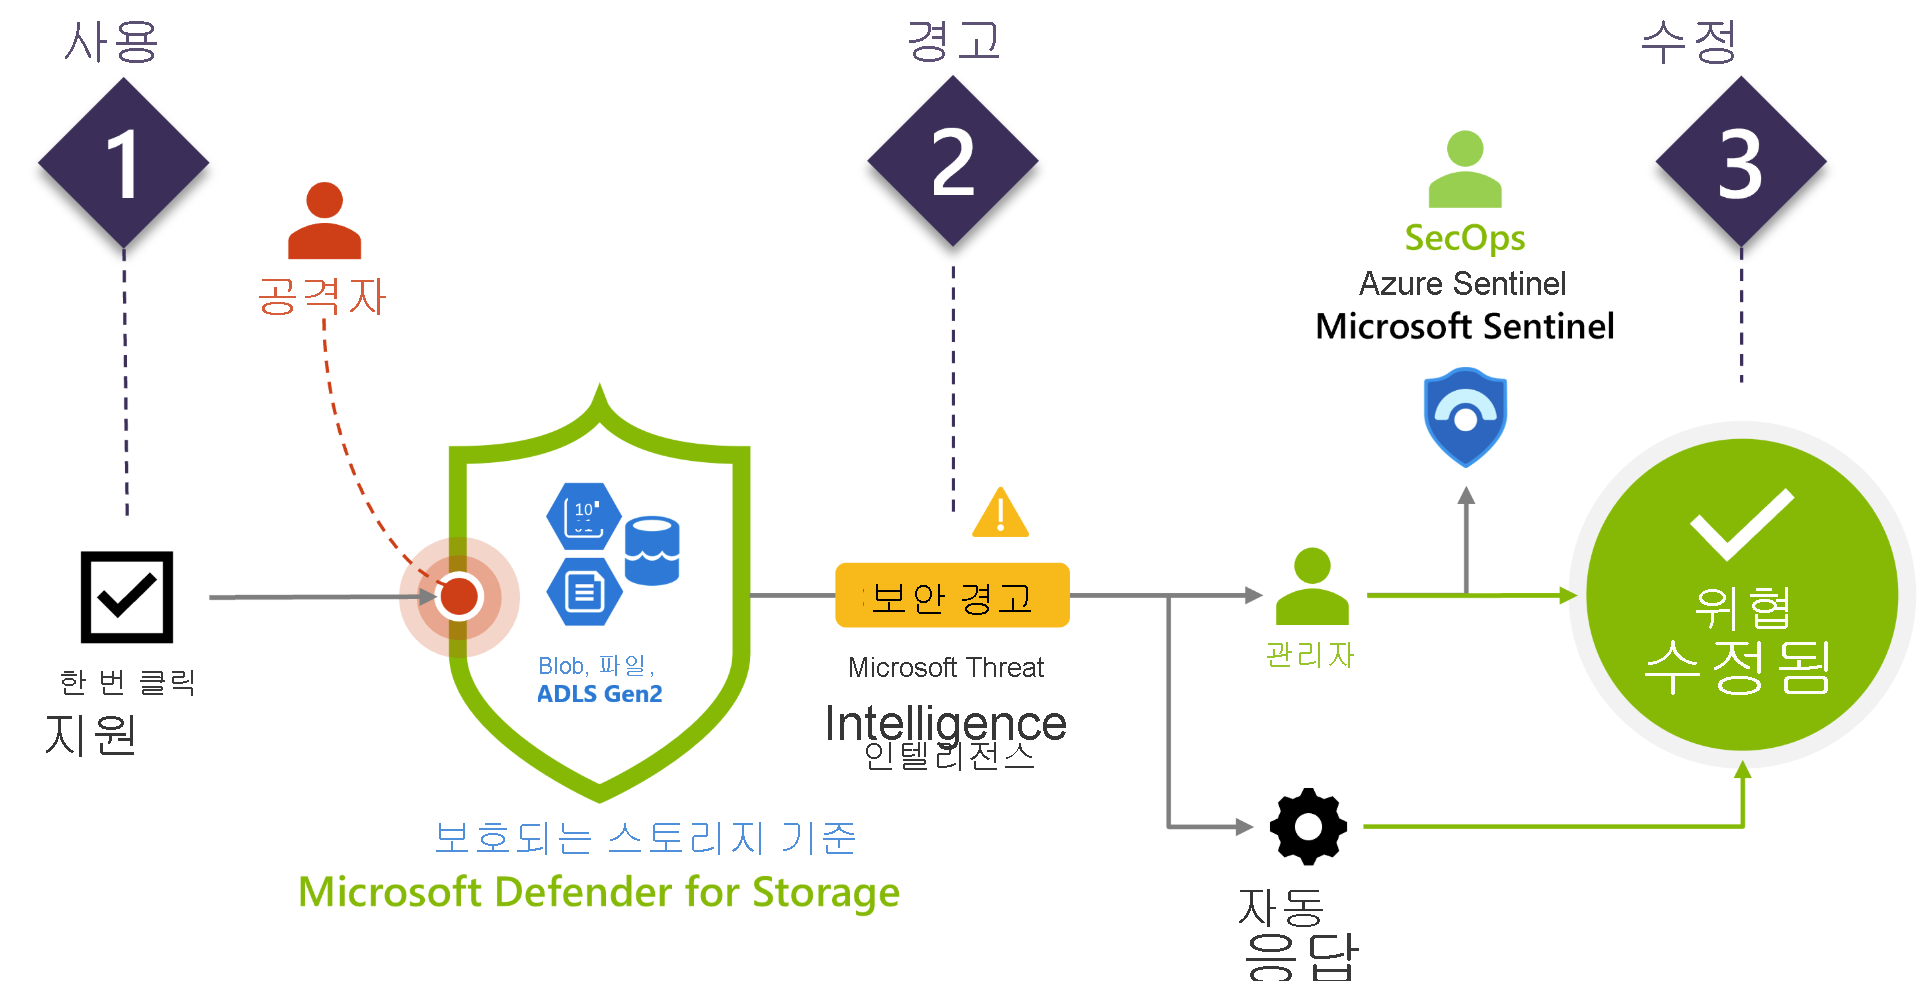 사용
1
공격자
한 번 클릭
지원
10
Blob, 파일,
ADLS Gen2
보호되는 스토리지 기준
Microsoft Defender for Storage
경고
2
보안 경고
Microsoft Threat
Intelligence
인텔리전스
수정
3
SecOps
Azure Sentinel
Microsoft Sentinel
관리자
자동
응답
위협
수정됨